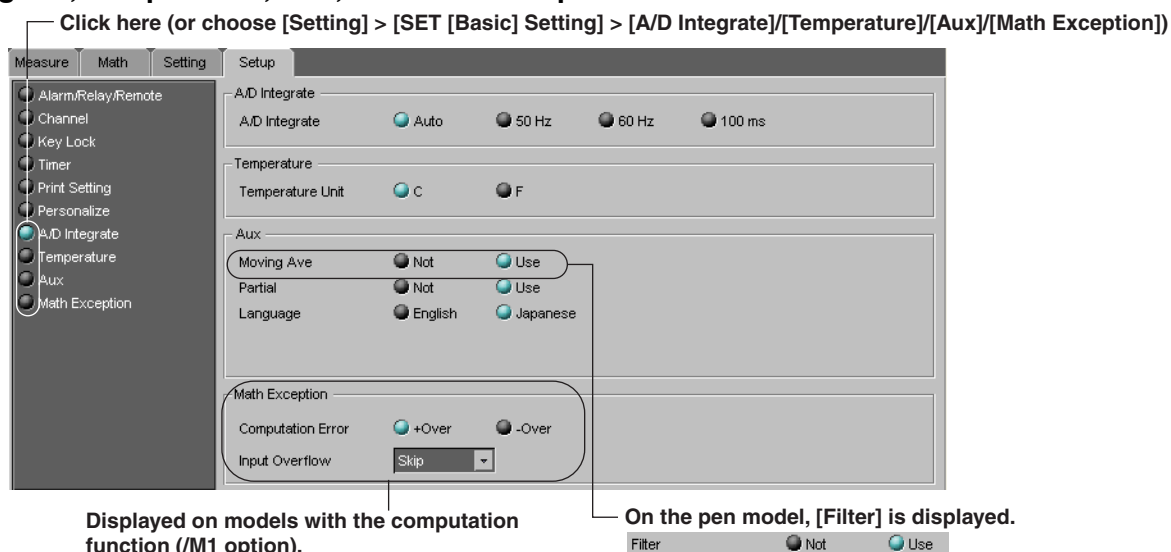 Click here (or choose [Setting] > [SET [Basic] Setting] > [A/D Integrate]/[Temperature]/[Aux]/[Math Exception])
Measure Math Setting Setup
Alarm/Relay/Remote
Channel
Key Lock
Timer
Print Setting
Personalize
A/D Integrate
Temperature
Aux
Math Exception
A/D Integrate
A/D Integrate Auto 50 Hz 60 Hz 100 ms
Temperature
Temperature Unit C F
Aux
Moving Ave Not Use
Partial Not Use
Language English Japanese
Math Exception
Computation Error +Over -Over
Input Overflow Skip
Displayed on models with the computation
function (/M1 option).
On the pen model, [Filter] is displayed.
Filter Not Use